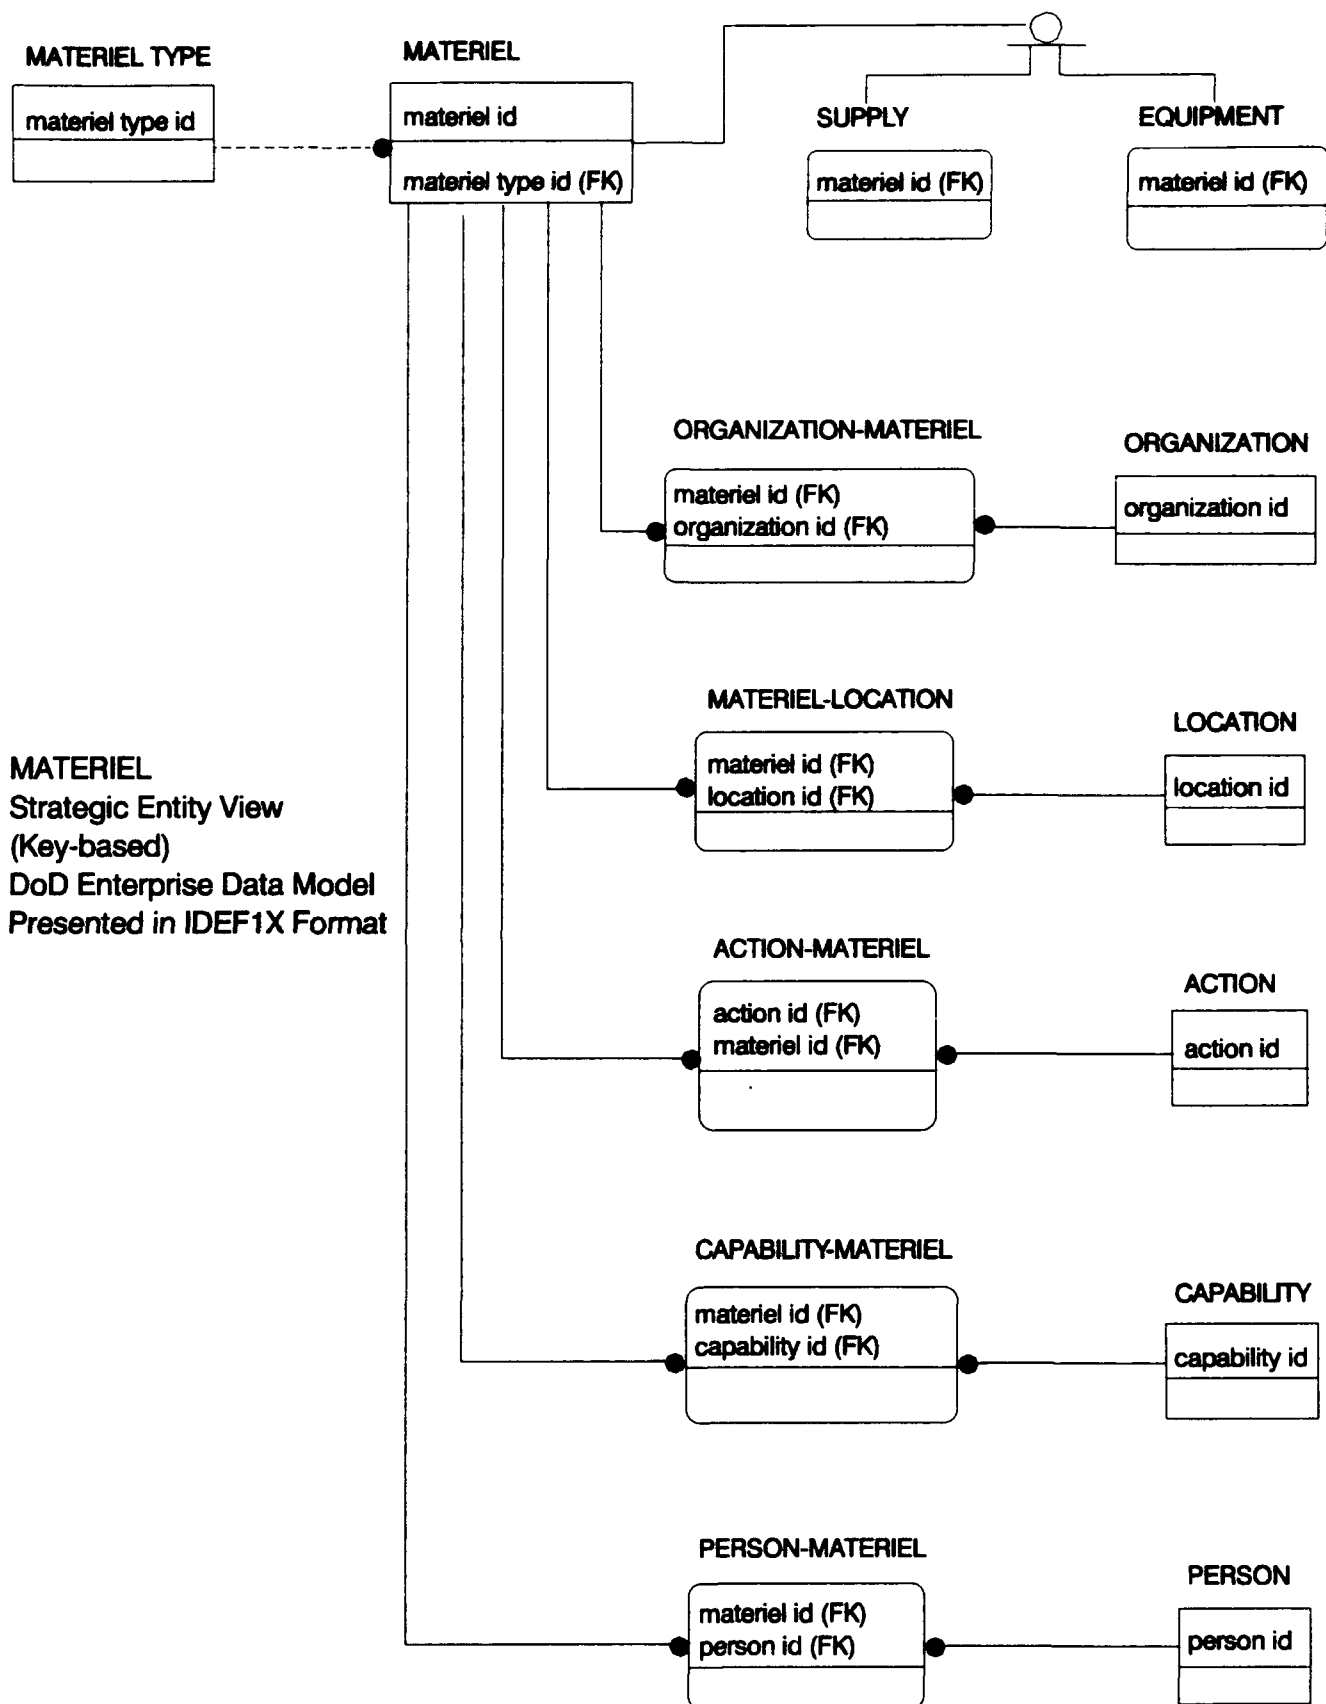 MATERIEL TYPE
materiel type id
MATERIEL
materiel id
materiel type id (FK)
SUPPLY
materiel id (FK)
EQUIPMENT
materiel id (FK)
ORGANIZATION-MATERIEL
materiel id (FK)
organization id (FK)
ORGANIZATION
organization id
MATERIEL-LOCATION
materiel id (FK)
location id (FK)
LOCATION
location id
MATERIEL
Strategic Entity View
(Key-based)
DoD Enterprise Data Model
Presented in IDEF1X Format
ACTION-MATERIEL
action id (FK)
materiel id (FK)
ACTION
action id
CAPABILITY-MATERIEL
materiel id (FK)
capability id (FK)
CAPABILITY
capability id
PERSON-MATERIEL
materiel id (FK)
person id (FK)
PERSON
person id